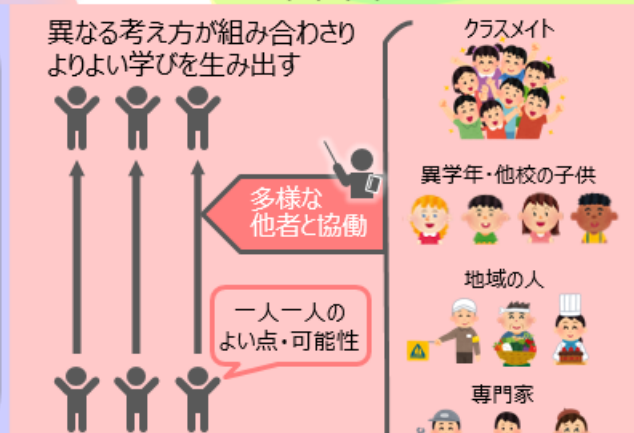 異なる考え方が組み合わさり
よりよい学びを生み出す
多様な
他者と協働
一人一人の
よい点・可能性
クラスメイト
異学年・他校の子供
地域の人
専門家